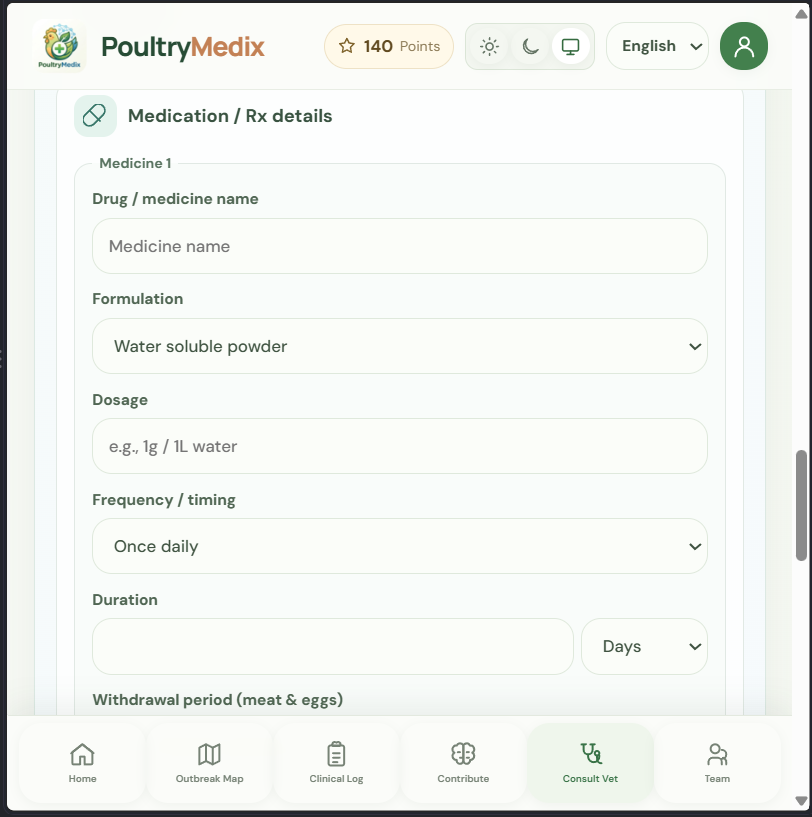 PoultryMedix
PoultryMedix
140 Points
English
Medication / Rx details
Medicine 1
Drug / medicine name
Medicine name
Formulation
Water soluble powder
Dosage
e.g., 1g / 1L water
Frequency / timing
Once daily
Duration
Days
Withdrawal period (meat & eggs)
Home
Outbreak Map
Clinical Log
Contribute
Consult Vet
Team